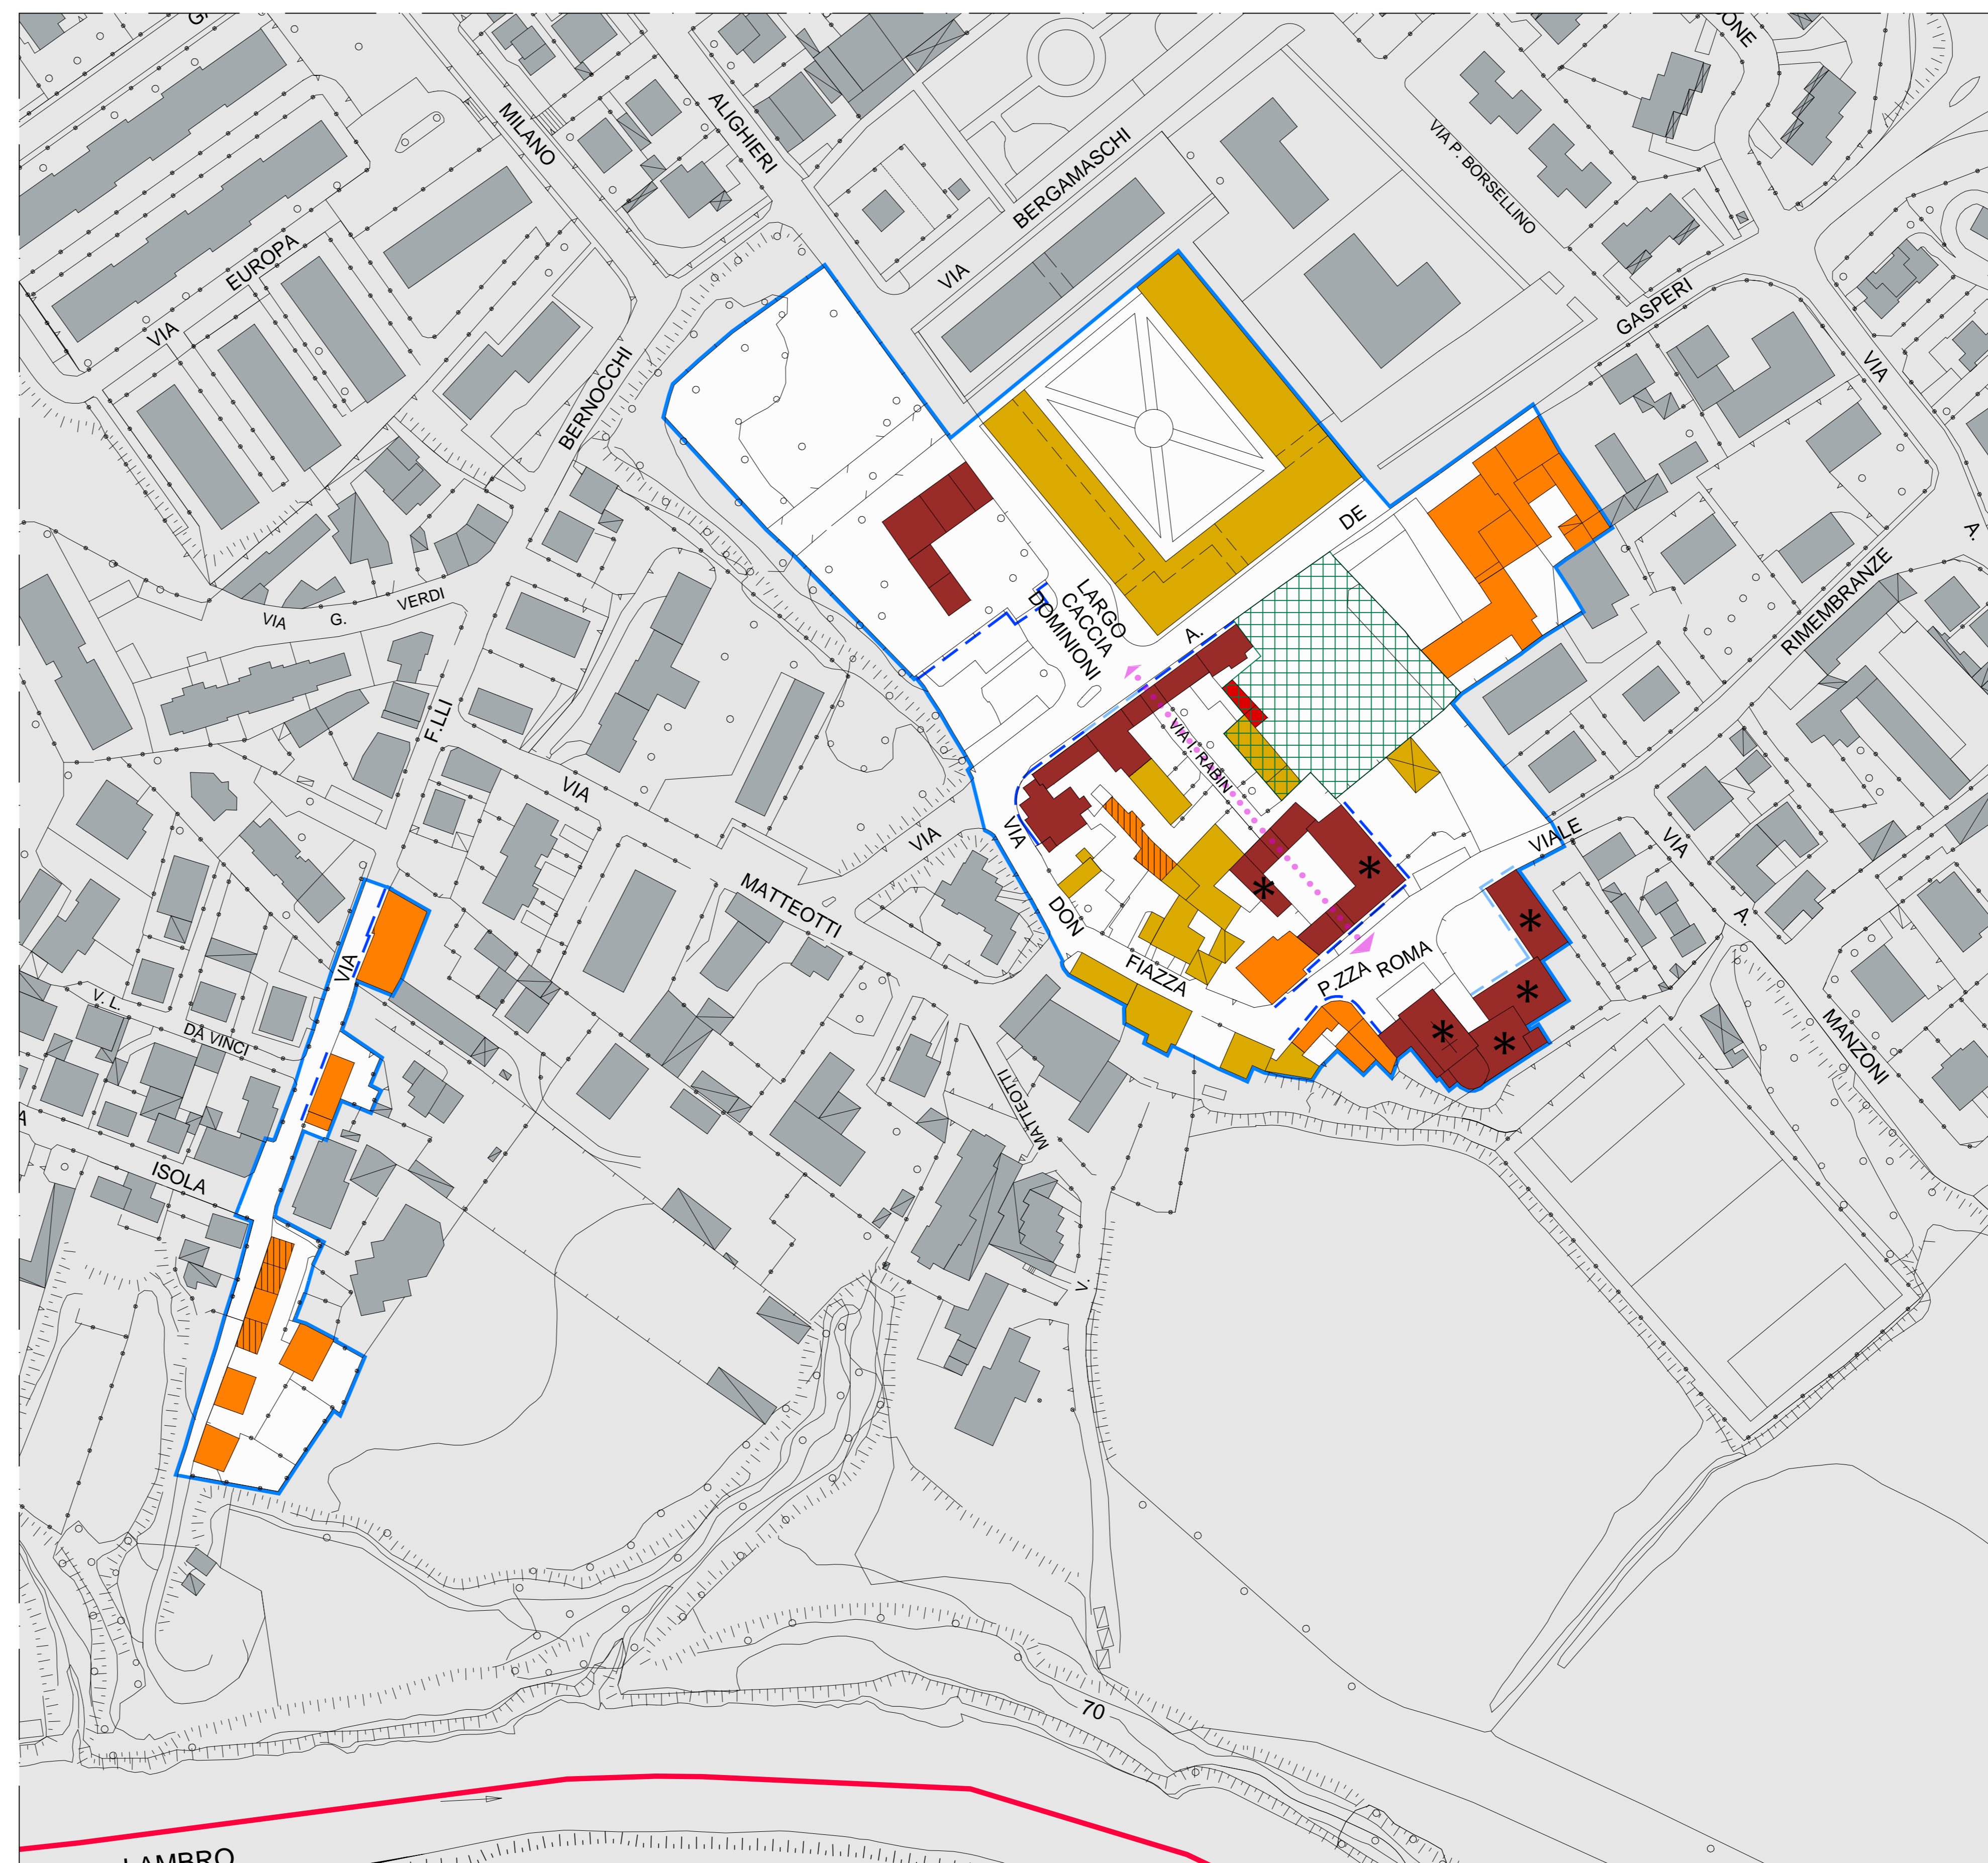 MILANO
ALIGHIERI
BERGAMASCHI
VIA
VIA P. BORSELLINO
EUROPA
VIA
GASPERI
VIA
BERNOCCHI
DE
A.
LARGO
CACCIA
DOMINIONI
A.
RIMEMBRANZE
VIA G. VERDI
F.LLI
VIA I. RABIN
VIA
VIA
VIA
VIALE
VIA
MATTEOTTI
DON
FIAZZA
P.ZZA ROMA
A.
MANZONI
VIA
V. L.
DA VINCI
ISOLA
MATTEOTTI
V.
70
LAMBRO
*
*
*
*
*
*